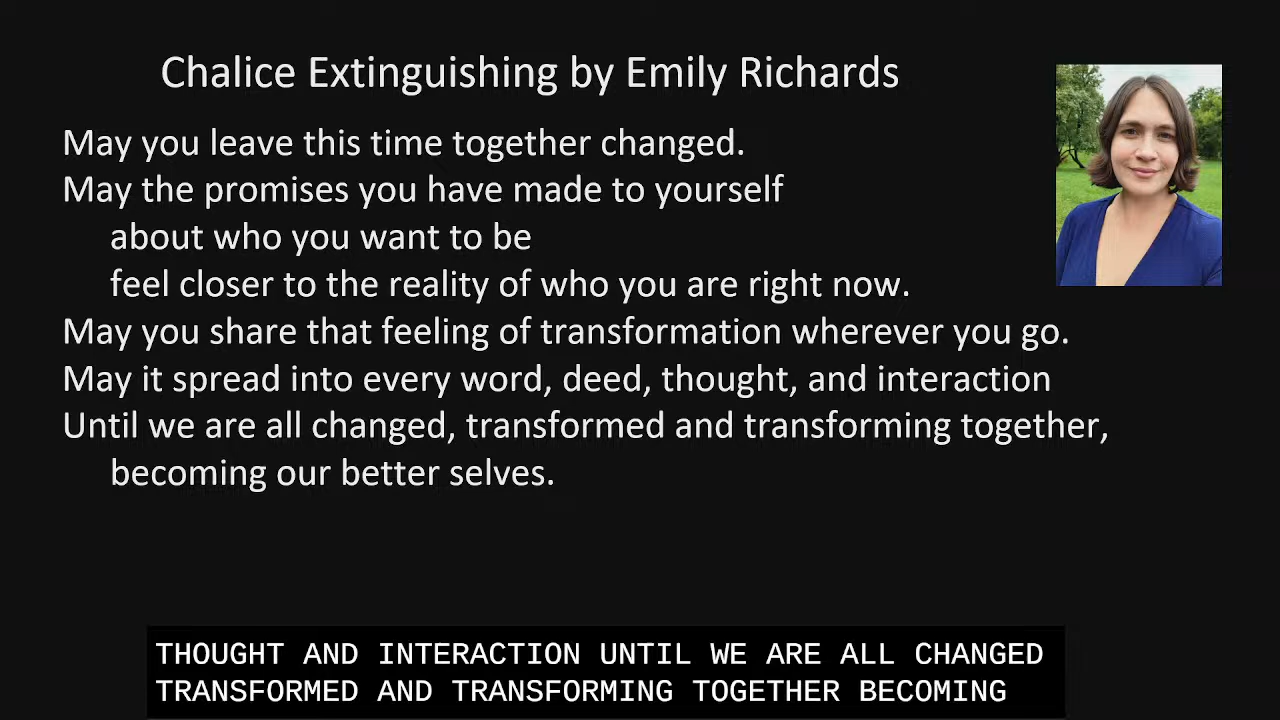 Chalice Extinguishing by Emily Richards
May you leave this time together changed.
May the promises you have made to yourself
about who you want to be
feel closer to the reality of who you are right now.
May you share that feeling of transformation wherever you go.
May it spread into every word, deed, thought, and interaction
Until we are all changed, transformed and transforming together,
becoming our better selves.
THOUGHT AND INTERACTION UNTIL WE ARE ALL CHANGED
TRANSFORMED AND TRANSFORMING TOGETHER BECOMING